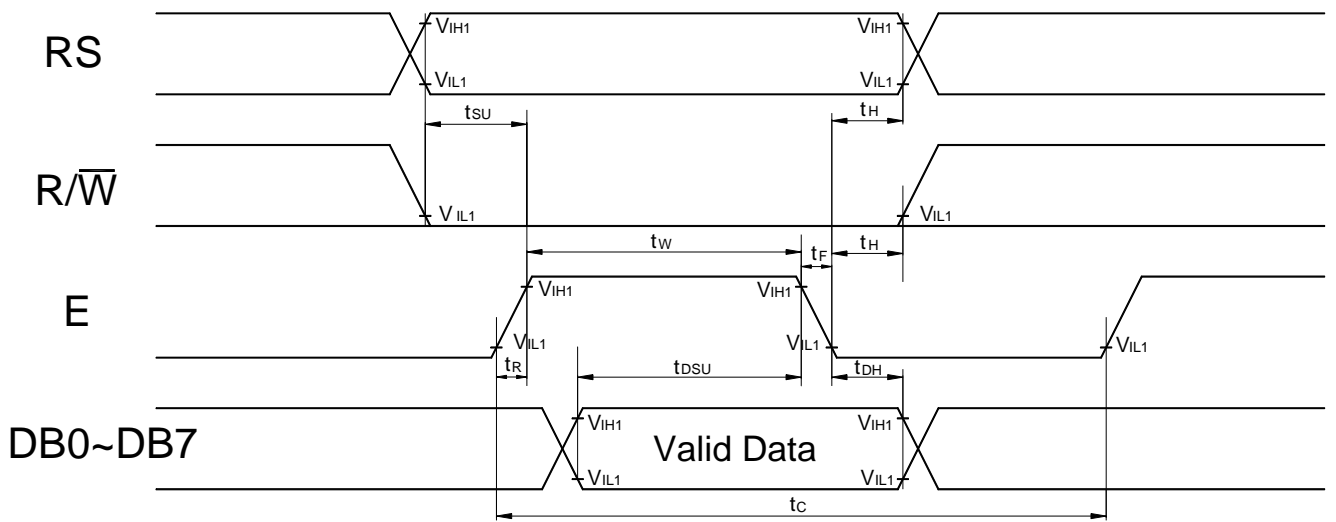 RS
VIH1
VIH1
VIL1
VIL1
tSU
tH
R/W̅
VIL1
VIL1
tW
tF
tH
E
VIH1
VIH1
VIL1
VIL1
VIL1
tR
tDSU
tDH
DB0~DB7
VIH1
VIH1
Valid Data
VIL1
VIL1
tC